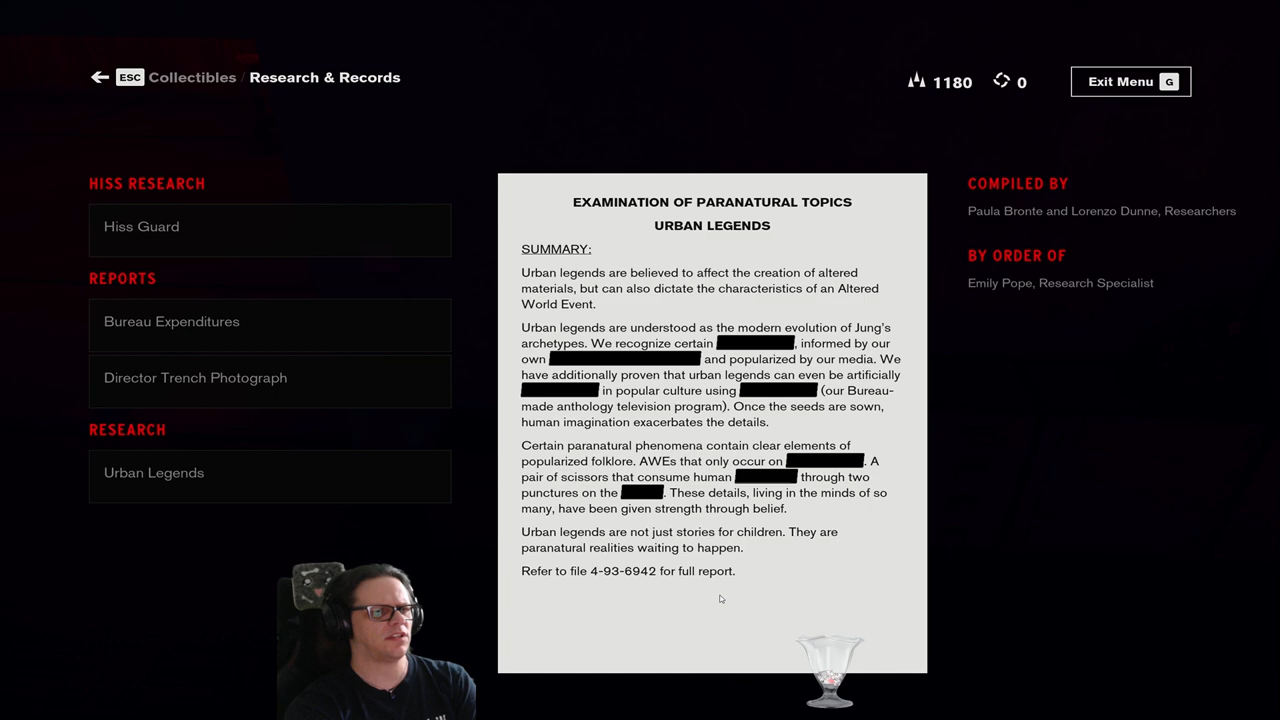 ESC Collectibles / Research & Records
1180
0
Exit Menu G
HISS RESEARCH
Hiss Guard
REPORTS
Bureau Expenditures
Director Trench Photograph
RESEARCH
Urban Legends
EXAMINATION OF PARANATURAL TOPICS
URBAN LEGENDS
SUMMARY:
Urban legends are believed to affect the creation of altered
materials, but can also dictate the characteristics of an Altered
World Event.
Urban legends are understood as the modern evolution of Jung's
archetypes. We recognize certain , informed by our
own and popularized by our media. We
have additionally proven that urban legends can even be artificially
in popular culture using (our Bureau-
made anthology television program). Once the seeds are sown,
human imagination exacerbates the details.
Certain paranatural phenomena contain clear elements of
popularized folklore. AWEs that only occur on . A
pair of scissors that consume human through two
punctures on the . These details, living in the minds of so
many, have been given strength through belief.
Urban legends are not just stories for children. They are
paranatural realities waiting to happen.
Refer to file 4-93-6942 for full report.
COMPILED BY
Paula Bronte and Lorenzo Dunne, Researchers
BY ORDER OF
Emily Pope, Research Specialist